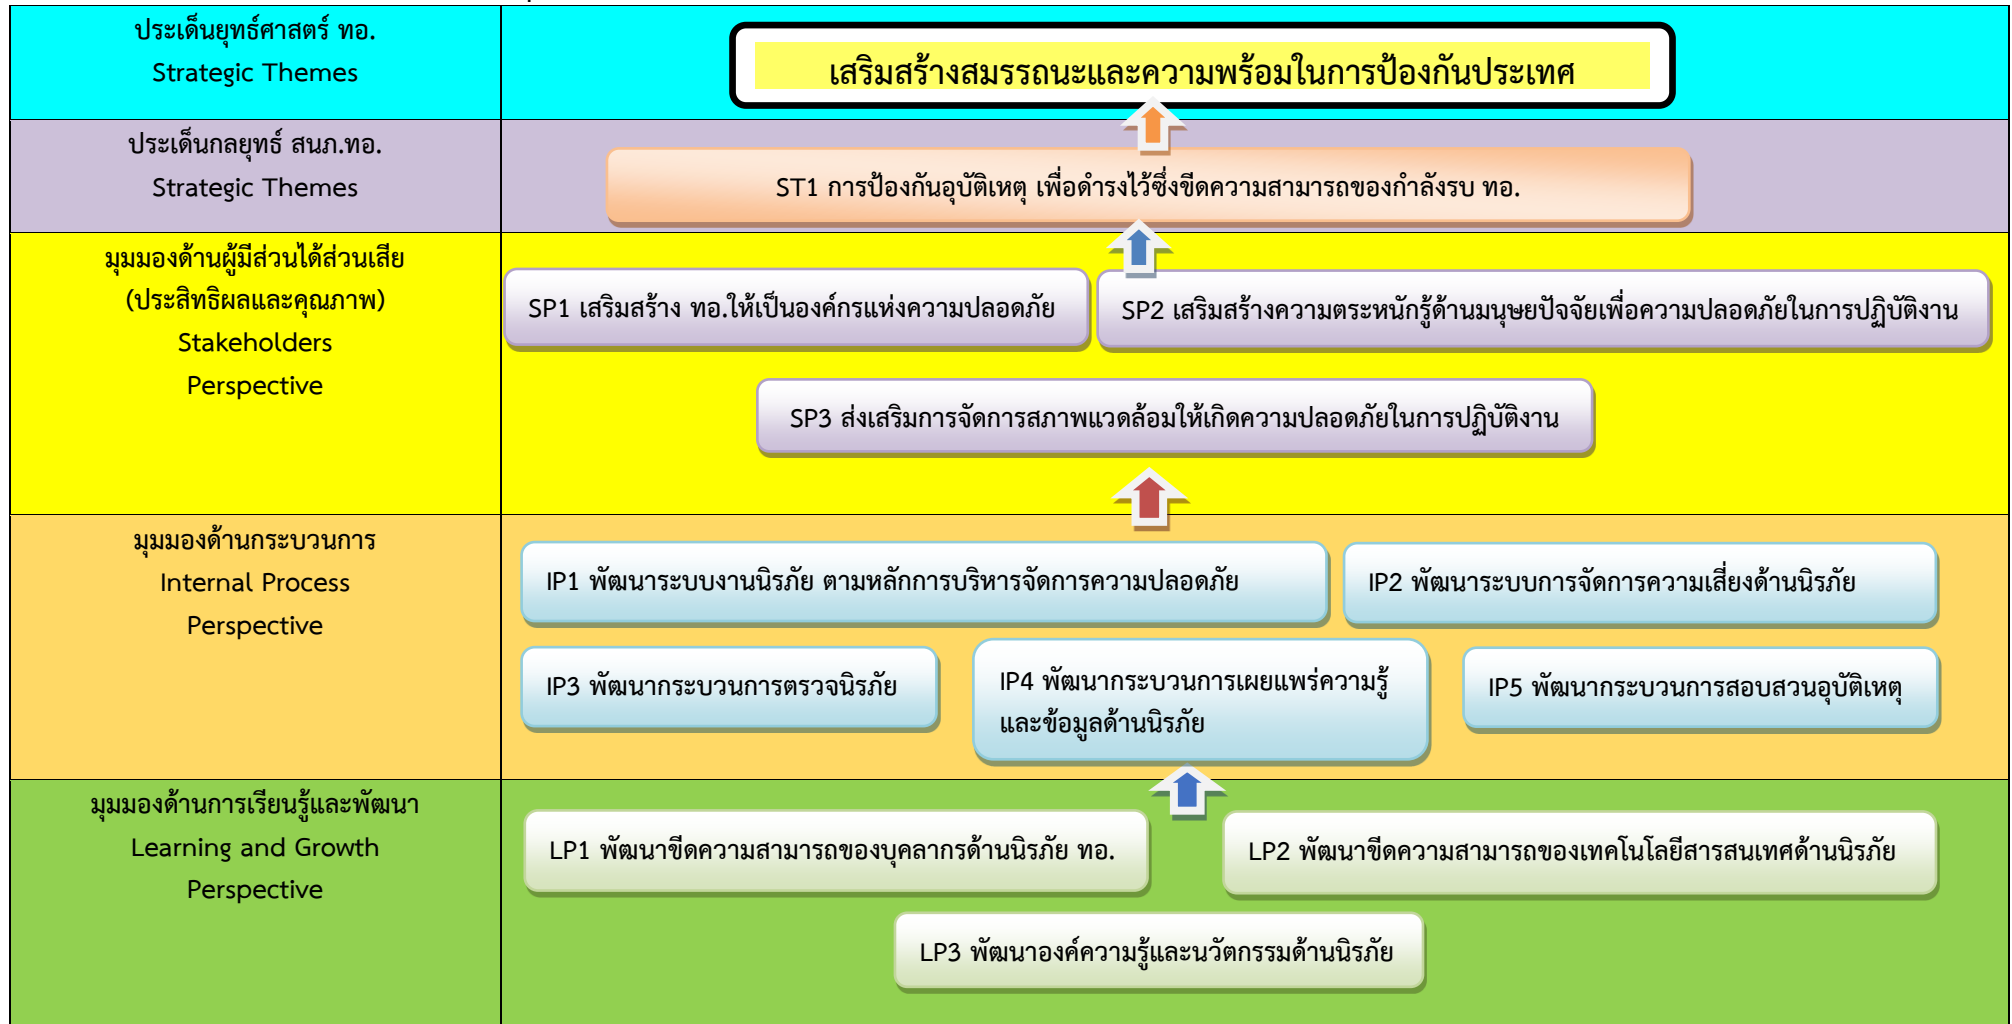 ประเด็นยุทธ์ศาสตร์ ทอ.
Strategic Themes
เสริมสร้างสมรรถนะและความพร้อมในการป้องกันประเทศ
ประเด็นกลยุทธ์ สนภ.ทอ.
Strategic Themes
ST1 การป้องกันอุบัติเหตุ เพื่อดำรงไว้ซึ่งขีดความสามารถของกำลังรบ ทอ.
มุมมองด้านผู้มีส่วนได้ส่วนเสีย
(ประสิทธิผลและคุณภาพ)
Stakeholders
Perspective
SP1 เสริมสร้าง ทอ.ให้เป็นองค์กรแห่งความปลอดภัย
SP2 เสริมสร้างความตระหนักรู้ด้านมนุษยปัจจัยเพื่อความปลอดภัยในการปฏิบัติงาน
SP3 ส่งเสริมการจัดการสภาพแวดล้อมให้เกิดความปลอดภัยในการปฏิบัติงาน
มุมมองด้านกระบวนการ
Internal Process
Perspective
IP1 พัฒนาระบบงานนิรภัย ตามหลักการบริหารจัดการความปลอดภัย
IP2 พัฒนาระบบการจัดการความเสี่ยงด้านนิรภัย
IP3 พัฒนากระบวนการตรวจนิรภัย
IP4 พัฒนากระบวนการเผยแพร่ความรู้
และข้อมูลด้านนิรภัย
IP5 พัฒนากระบวนการสอบสวนอุบัติเหตุ
มุมมองด้านการเรียนรู้และพัฒนา
Learning and Growth
Perspective
LP1 พัฒนาขีดความสามารถของบุคลากรด้านนิรภัย ทอ.
LP2 พัฒนาขีดความสามารถของเทคโนโลยีสารสนเทศด้านนิรภัย
LP3 พัฒนาองค์ความรู้และนวัตกรรมด้านนิรภัย